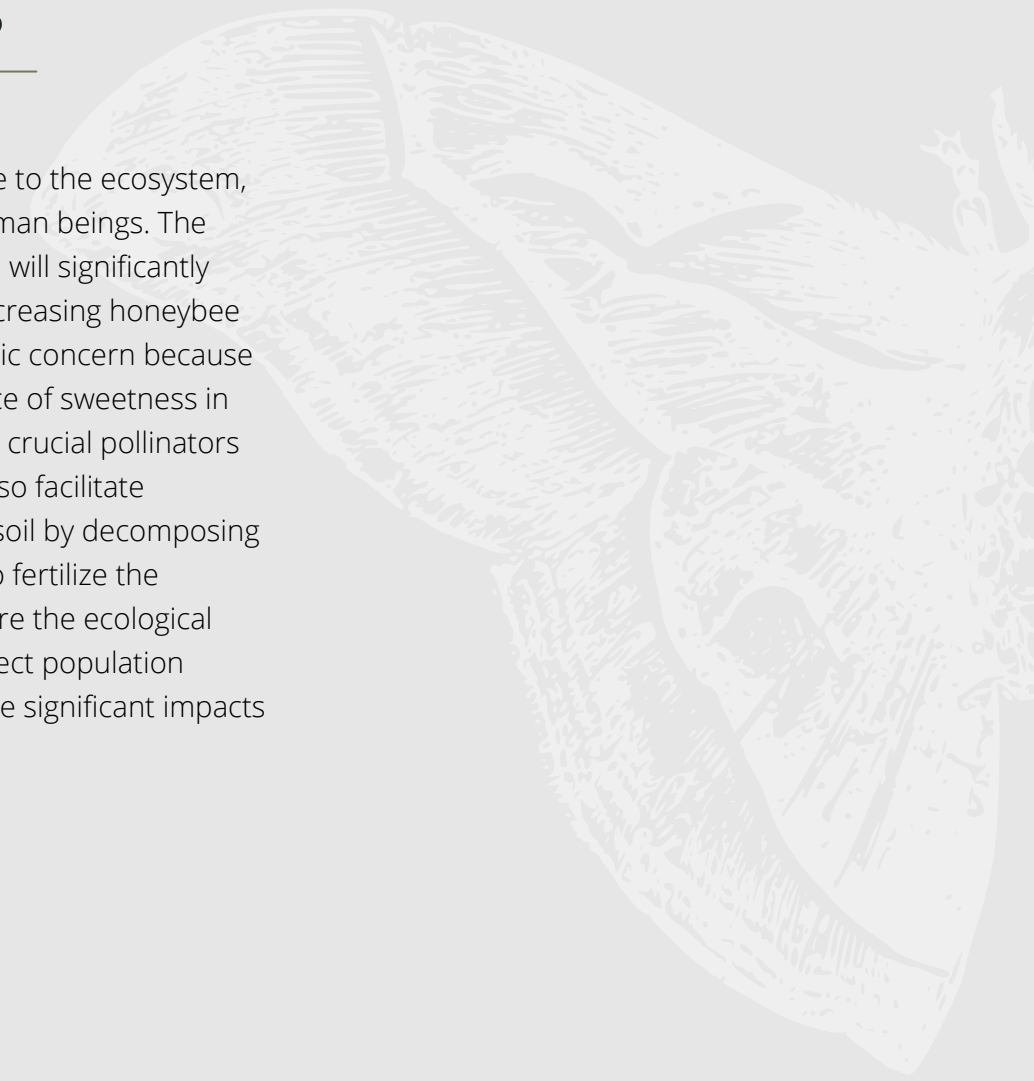 e to the ecosystem,
man beings. The
will significantly
creasing honeybee
ic concern because
ce of sweetness in
crucial pollinators
so facilitate
soil by decomposing
o fertilize the
re the ecological
ect population
e significant impacts